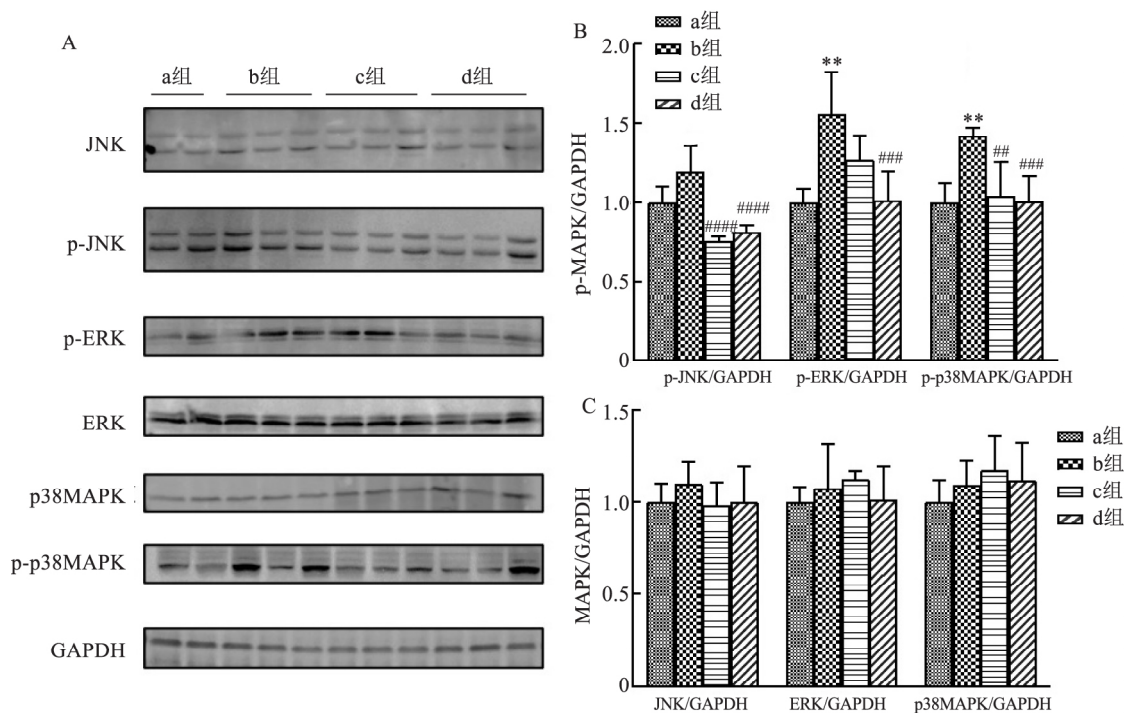 A
a组 b组 c组 d组
JNK
p-JNK
p-ERK
ERK
p38MAPK
p-p38MAPK
GAPDH
B
a组
b组
c组
d组
p-MAPK/GAPDH
2.0
1.5
1.0
0.5
0
####
####
**
###
**
##
###
p-JNK/GAPDH p-ERK/GAPDH p-p38MAPK/GAPDH
C
MAPK/GAPDH
1.5
1.0
0.5
0
a组
b组
c组
d组
JNK/GAPDH ERK/GAPDH p38MAPK/GAPDH